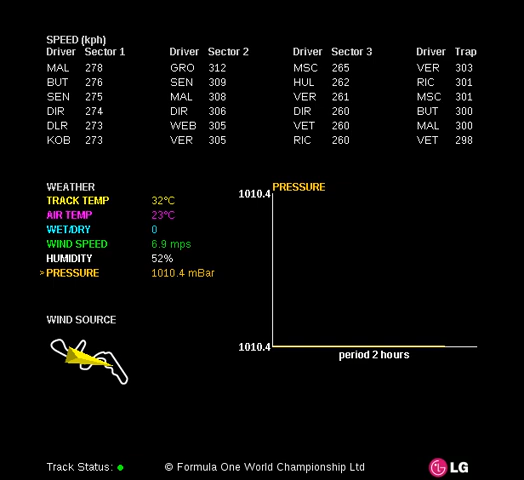 SPEED (kph)
Driver Sector 1 Driver Sector 2 Driver Sector 3 Driver Trap
MAL 278 GRO 312 MSC 265 VER 303
BUT 276 SEN 309 HUL 262 RIC 301
SEN 275 MAL 308 VER 261 MSC 301
DIR 274 DIR 306 DIR 260 BUT 300
DLR 273 WEB 305 VET 260 MAL 300
KOB 273 VER 305 RIC 260 VET 298
WEATHER
TRACK TEMP 32°C
AIR TEMP 23°C
WET/DRY 0
WIND SPEED 6.9 mps
HUMIDITY 52%
>PRESSURE 1010.4 mBar
PRESSURE
1010.4
1010.4
period 2 hours
WIND SOURCE
Track Status:
© Formula One World Championship Ltd
LG